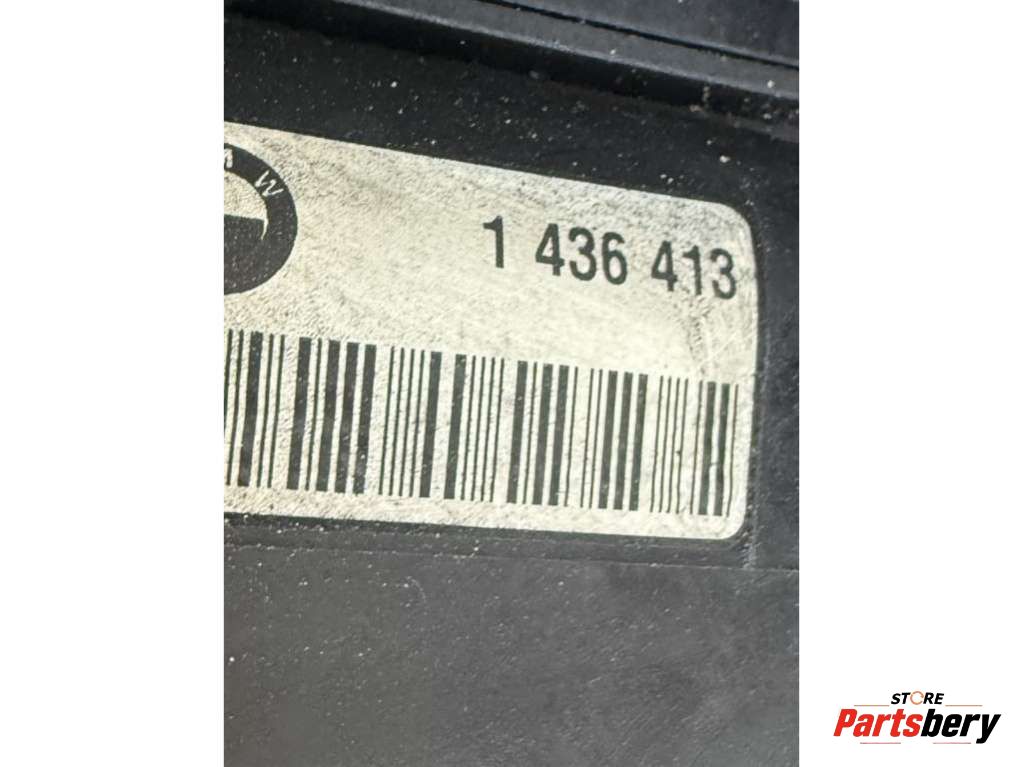 M W
1 436 413
STORE
Partsbery